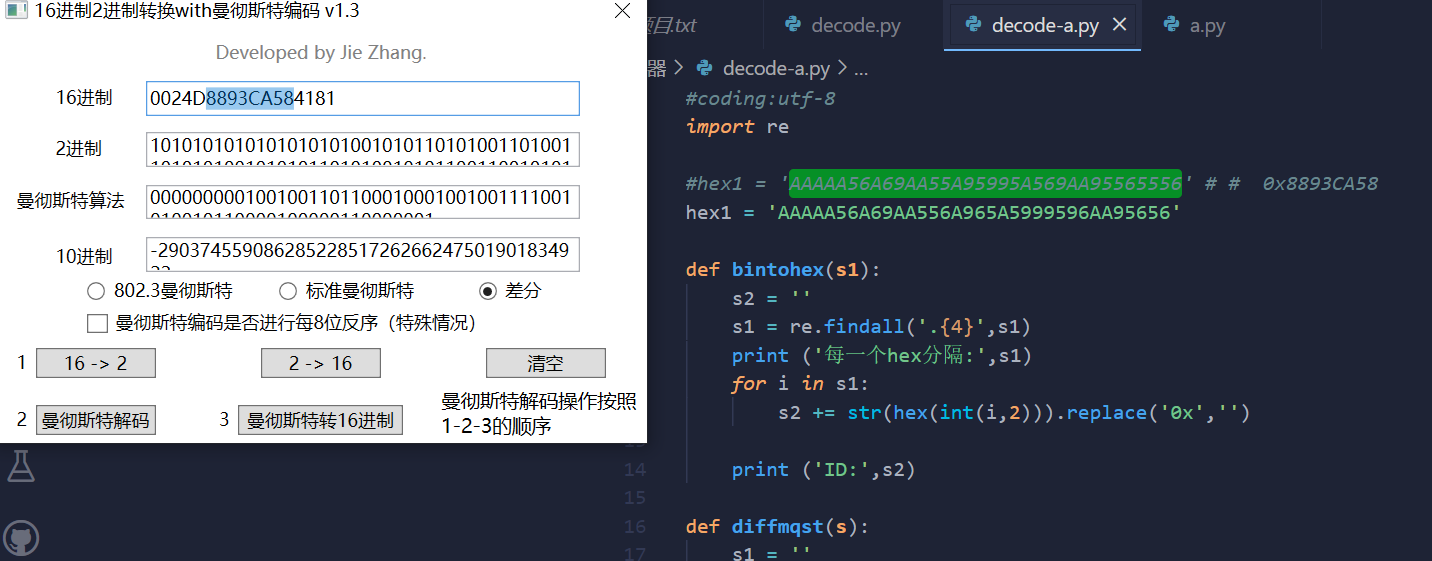 16进制2进制转换with曼彻斯特编码 v1.3
Developed by Jie Zhang.
16进制 0024D8893CA584181
2进制 1010101010101010101001010110101001101001
曼彻斯特算法 0000000001001001101100010001001001111001
10进制 -290374559086285228517262662475019018349
802.3曼彻斯特 标准曼彻斯特 差分
曼彻斯特编码是否进行每8位反序（特殊情况）
1 16 -> 2 2 -> 16 清空
2 曼彻斯特解码 3 曼彻斯特转16进制
曼彻斯特解码操作按照
1-2-3的顺序
题目.txt decode.py decode-a.py a.py
器 > decode-a.py > ...
#coding:utf-8
import re
#hex1 = 'AAAAA56A69AA55A95995A569AA95565556' # #  0x8893CA58
hex1 = 'AAAAA56A69AA556A965A5999596AA95656'
def bintohex(s1):
s2 = ''
s1 = re.findall('.{4}',s1)
print ('每一个hex分隔:',s1)
for i in s1:
s2 += str(hex(int(i,2))).replace('0x','')
14 print ('ID:',s2)
15
16 def diffmqst(s):
17 s1 = ''